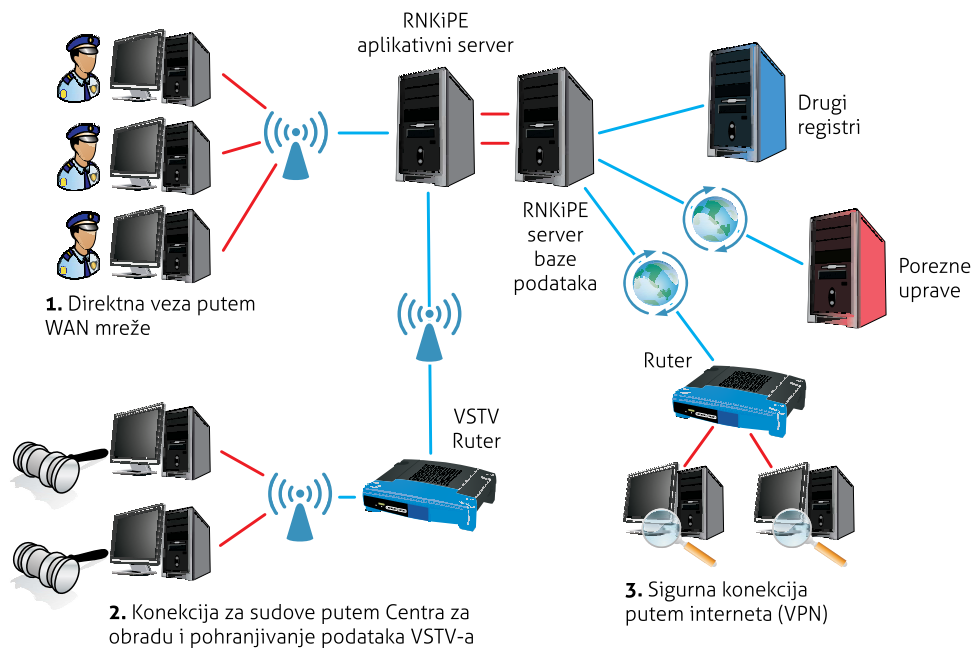 RNKiPE
aplikativni server
Drugi
registri
RNKiPE
server
baze
podataka
Porezne
uprave
1. Direktna veza putem
WAN mreže
Ruter
VSTV
Ruter
3. Sigurna konekcija
putem interneta (VPN)
2. Konekcija za sudove putem Centra za
obradu i pohranjivanje podataka VSTV-a